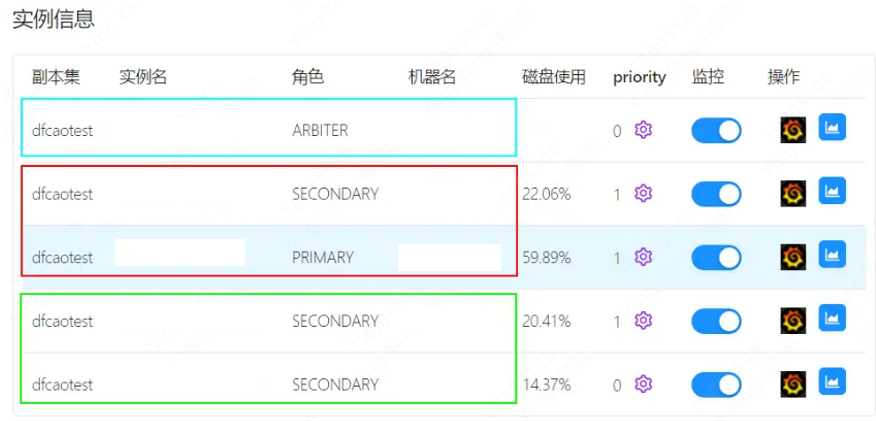 实例信息
副本集 实例名 角色 机器名 磁盘使用 priority 监控 操作
dfcaotest ARBITER 0
dfcaotest SECONDARY 22.06% 1
dfcaotest PRIMARY 59.89% 1
dfcaotest SECONDARY 20.41% 1
dfcaotest SECONDARY 14.37% 0